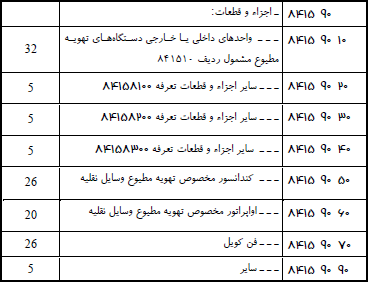 ۸۴۱۵ ۹۰ ـ اجزاء و قطعات:
۸۴۱۵ ۹۰ ۱۰ ـ ـ ـ واحدهای داخلی یا خارجی دستگاه‌های تهویه 32
مطبوع مشمول ردیف ۸۴۱۵۱۰
۸۴۱۵ ۹۰ ۲۰ ـ ـ ـ سایر اجزاء و قطعات تعرفه ۸۴۱۵۸۱۰۰ 5
۸۴۱۵ ۹۰ ۳۰ ـ ـ ـ سایر اجزاء و قطعات تعرفه ۸۴۱۵۸۲۰۰ 5
۸۴۱۵ ۹۰ ۴۰ ـ ـ ـ سایر اجزاء و قطعات تعرفه ۸۴۱۵۸۳۰۰ 5
۸۴۱۵ ۹۰ ۵۰ ـ ـ ـ کندانسور مخصوص تهویه مطبوع وسایل نقلیه 26
۸۴۱۵ ۹۰ ۶۰ ـ ـ ـ اواپراتور مخصوص تهویه مطبوع وسایل نقلیه 20
۸۴۱۵ ۹۰ ۷۰ ـ ـ ـ فن کویل 26
۸۴۱۵ ۹۰ ۹۰ ـ ـ ـ سایر 5